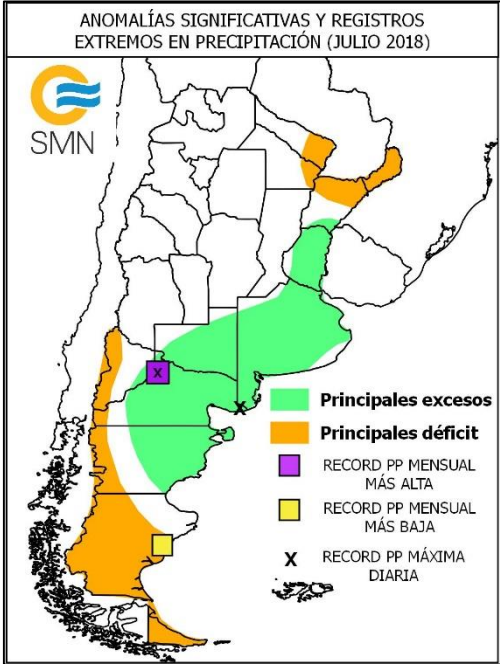 ANOMALÍAS SIGNIFICATIVAS Y REGISTROS
EXTREMOS EN PRECIPITACIÓN (JULIO 2018)
SMN
X
X
Principales excesos
Principales déficit
RECORD PP MENSUAL
MÁS ALTA
RECORD PP MENSUAL
MÁS BAJA
X RECORD PP MÁXIMA
DIARIA